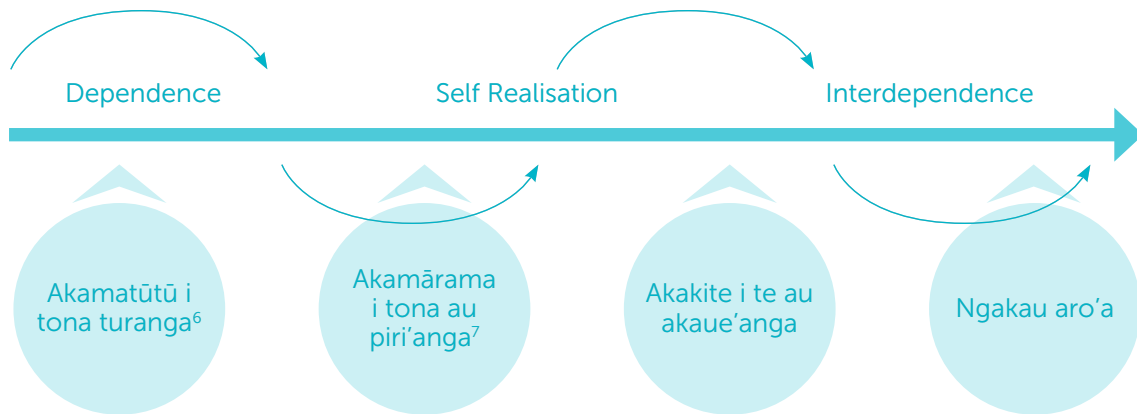 Dependence
Self Realisation
Interdependence
Akamatūtū i
tona turanga⁶
Akamārama
i tona au
piri’anga⁷
Akakite i te au
akaue’anga
Ngakau aro’a